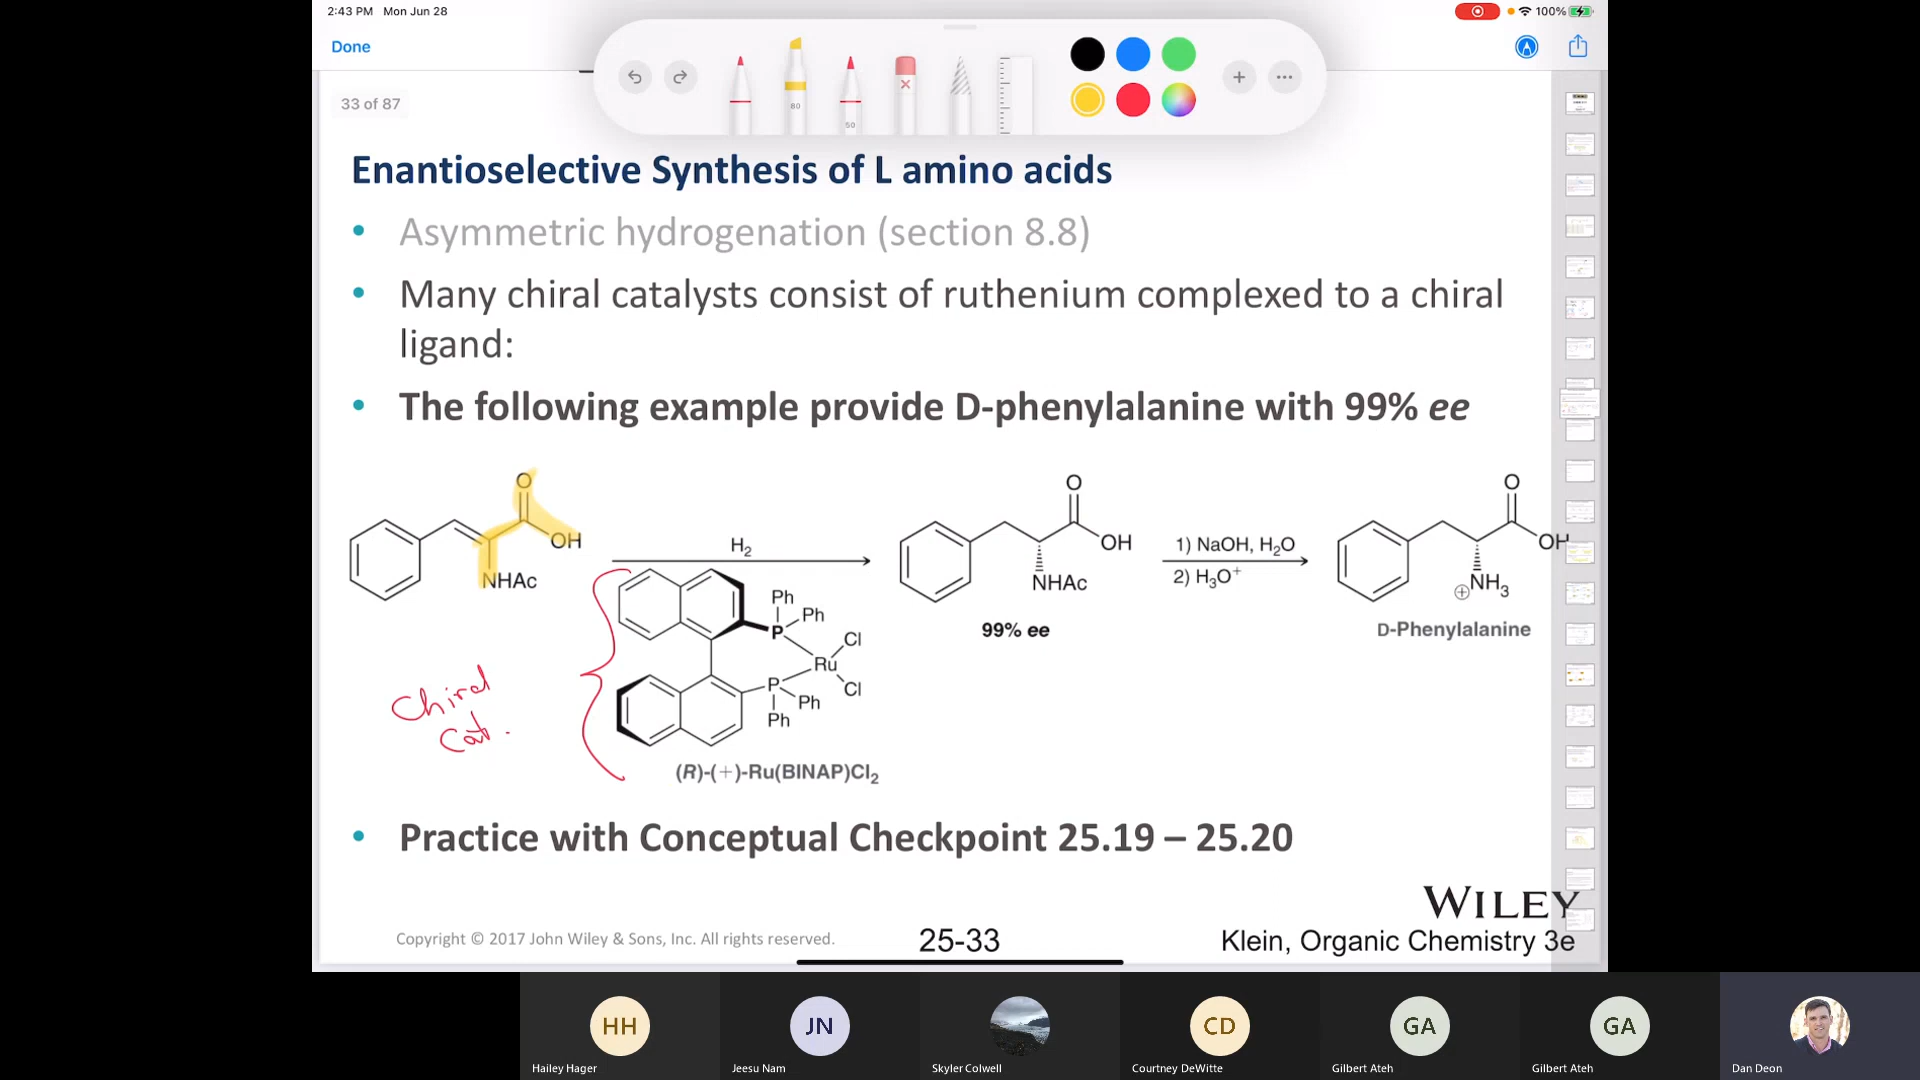 2:43 PM Mon Jun 28
100%
Done
33 of 87
80
50
Enantioselective Synthesis of L amino acids
• Asymmetric hydrogenation (section 8.8)
• Many chiral catalysts consist of ruthenium complexed to a chiral
ligand:
• The following example provide D-phenylalanine with 99% ee
O
OH
NHAc
H₂
Ph
Ph
P
Cl
Ru
Cl
P
Ph
Ph
(R)-(+)-Ru(BINAP)Cl₂
Chiral
Cat.
O
OH
NHAc
99% ee
1) NaOH, H₂O
2) H₃O⁺
O
OH
⊕NH₃
D-Phenylalanine
• Practice with Conceptual Checkpoint 25.19 – 25.20
WILEY
Copyright © 2017 John Wiley & Sons, Inc. All rights reserved.
25-33
Klein, Organic Chemistry 3e
HH
JN
CD
GA
GA
Hailey Hager
Jeesu Nam
Skyler Colwell
Courtney DeWitte
Gilbert Ateh
Gilbert Ateh
Dan Deon